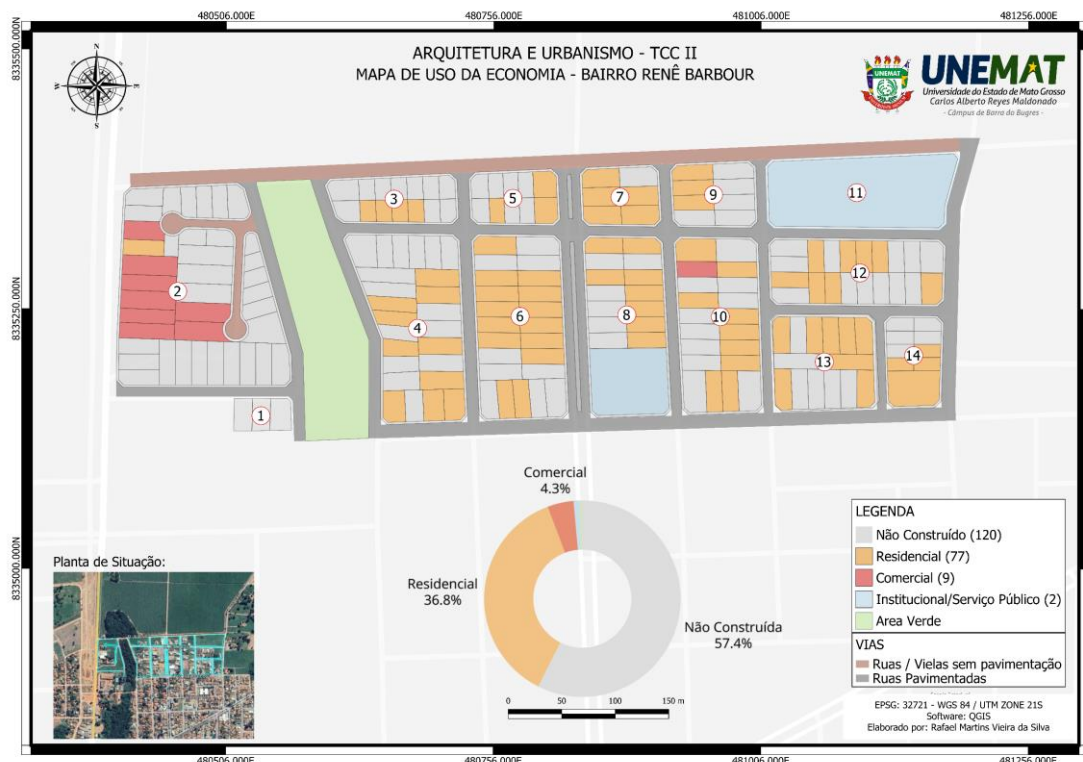 480506.000E
480756.000E
481006.000E
481256.000E
8335500.000N
8335250.000N
8335000.000N
N
W
E
S
ARQUITETURA E URBANISMO - TCC II
MAPA DE USO DA ECONOMIA - BAIRRO RENÊ BARBOUR
UNEMAT
UNEMAT
Universidade do Estado de Mato Grosso
Carlos Alberto Reyes Maldonado
- Câmpus de Barra do Bugres -
1
2
3
4
5
6
7
8
9
10
11
12
13
14
Comercial
4.3%
Residencial
36.8%
Não Construída
57.4%
0 50 100 150 m
Planta de Situação:
LEGENDA
Não Construído (120)
Residencial (77)
Comercial (9)
Institucional/Serviço Público (2)
Area Verde
VIAS
Ruas / Vielas sem pavimentação
Ruas Pavimentadas
EPSG: 32721 - WGS 84 / UTM ZONE 21S
Software: QGIS
Elaborado por: Rafael Martins Vieira da Silva
480506.000E
480756.000E
481006.000E
481256.000E